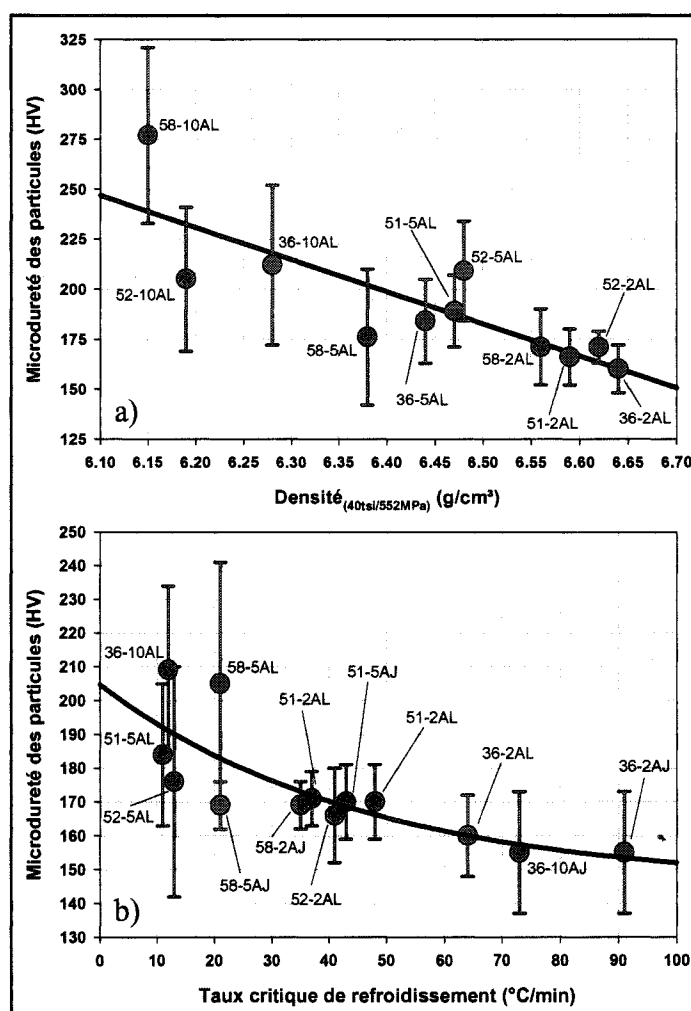 Microdureté des particules (HV)
325
300
275
250
225
200
175
150
125
58-10AL
52-10AL
36-10AL
58-5AL
36-5AL
51-5AL
52-5AL
58-2AL
51-2AL
52-2AL
36-2AL
a)
6.10 6.15 6.20 6.25 6.30 6.35 6.40 6.45 6.50 6.55 6.60 6.65 6.70
Densité(40tsi/552MPa) (g/cm³)
Microdureté des particules (HV)
250
240
230
220
210
200
190
180
170
160
150
140
130
36-10AL
58-5AL
51-5AJ
51-2AL
51-2AL
51-5AL
36-2AL
36-2AJ
52-5AL
58-5AJ
58-2AJ
52-2AL
36-10AJ
b)
0 10 20 30 40 50 60 70 80 90 100
Taux critique de refroidissement (°C/min)